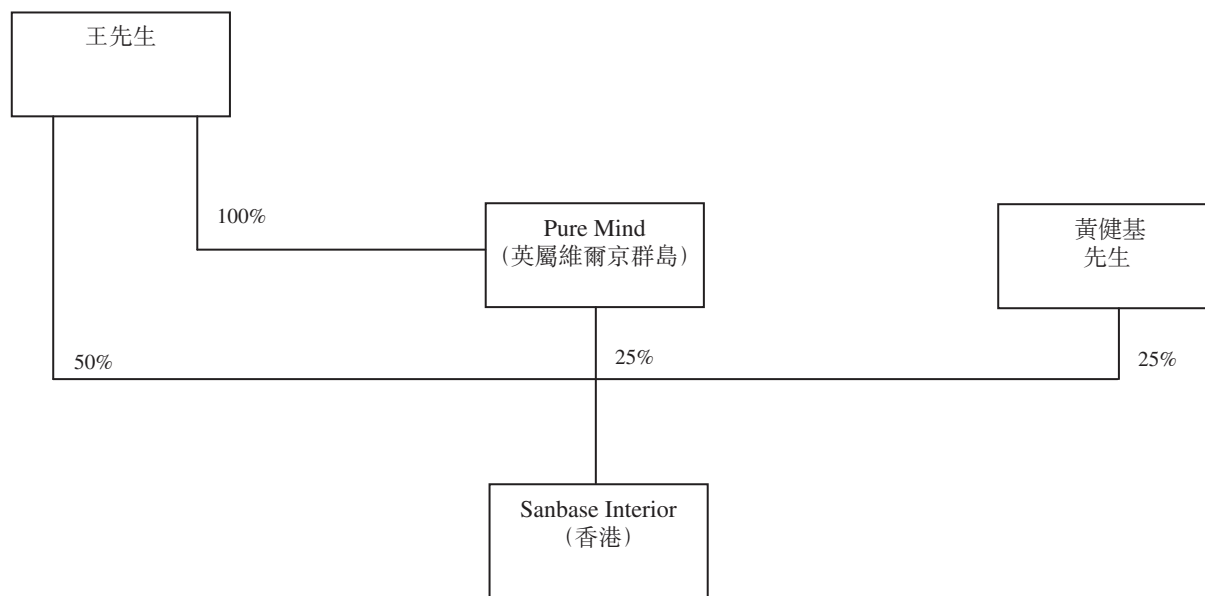 王先生
100%
Pure Mind
（英屬維爾京群島）
黃健基
先生
50%
25%
25%
Sanbase Interior
（香港）